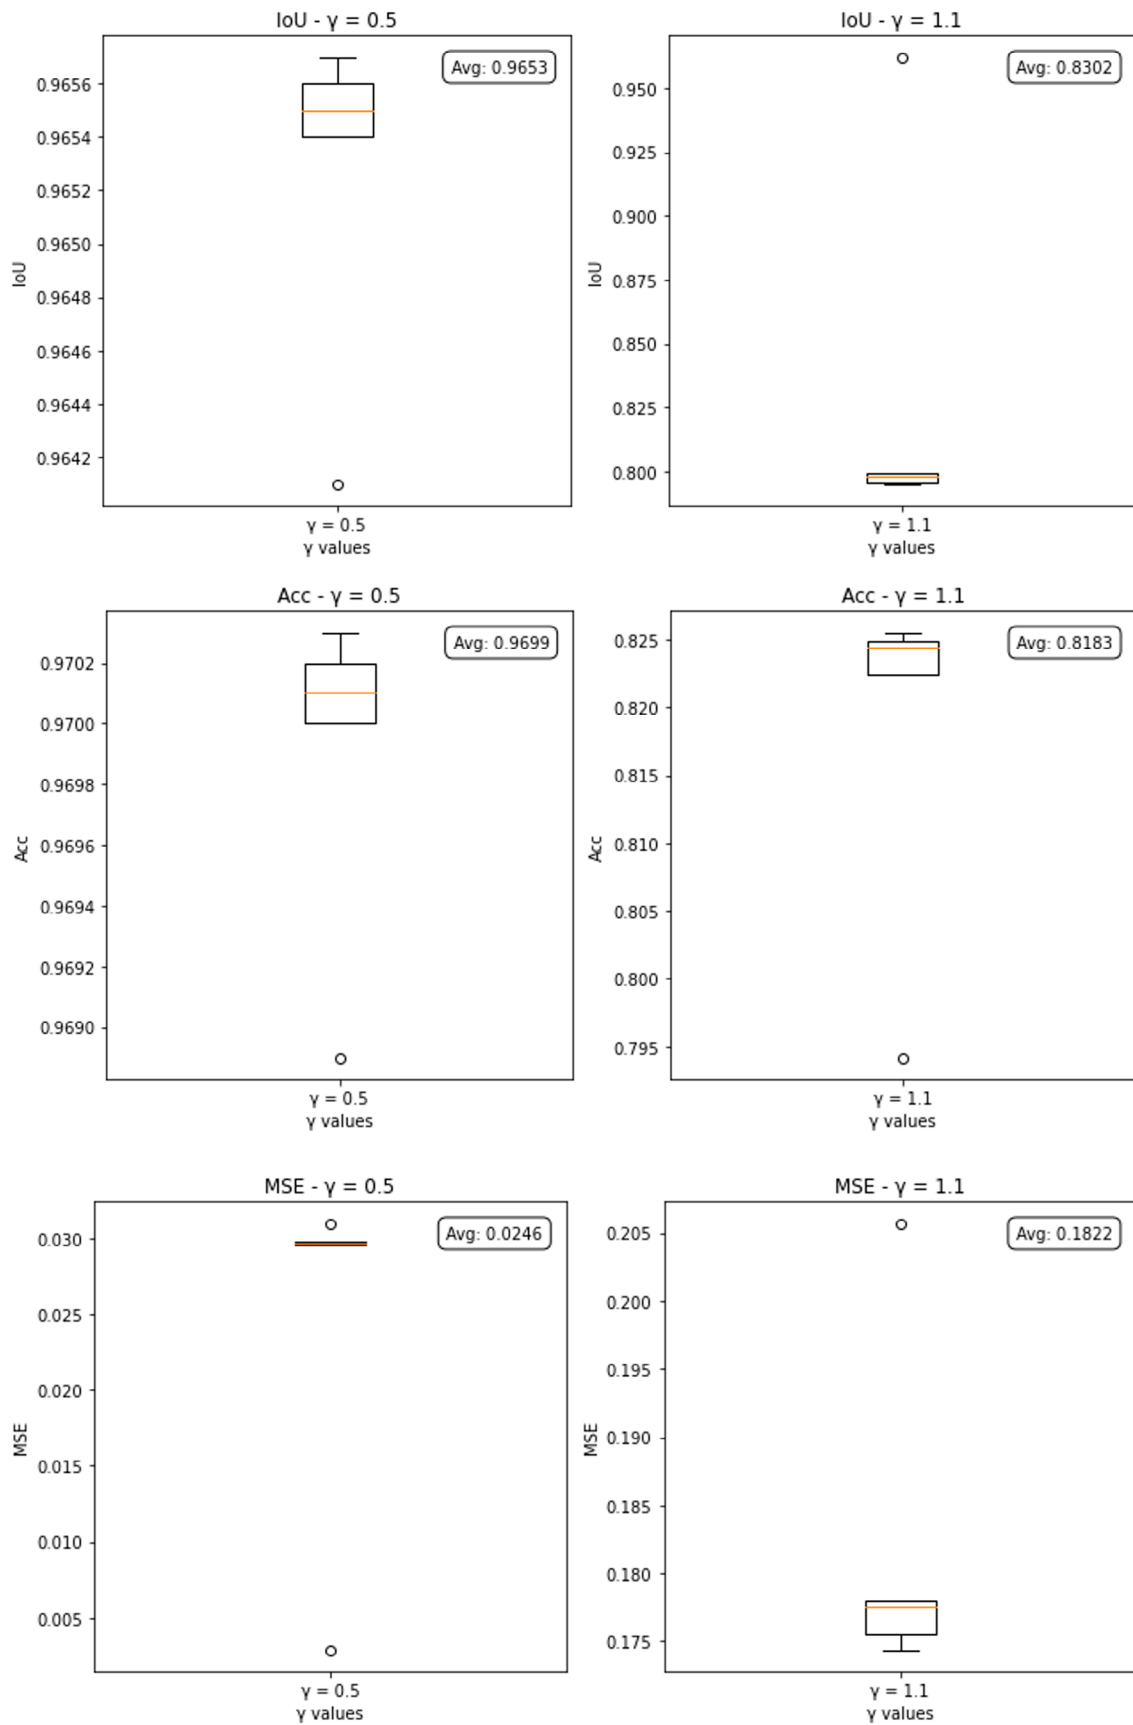 IoU - γ = 0.5
Avg: 0.9653
0.9656
0.9654
0.9652
0.9650
0.9648
0.9646
0.9644
0.9642
IoU
γ = 0.5
γ values
IoU - γ = 1.1
Avg: 0.8302
0.950
0.925
0.900
0.875
0.850
0.825
0.800
IoU
γ = 1.1
γ values
Acc - γ = 0.5
Avg: 0.9699
0.9702
0.9700
0.9698
0.9696
0.9694
0.9692
0.9690
Acc
γ = 0.5
γ values
Acc - γ = 1.1
Avg: 0.8183
0.825
0.820
0.815
0.810
0.805
0.800
0.795
Acc
γ = 1.1
γ values
MSE - γ = 0.5
Avg: 0.0246
0.030
0.025
0.020
0.015
0.010
0.005
MSE
γ = 0.5
γ values
MSE - γ = 1.1
Avg: 0.1822
0.205
0.200
0.195
0.190
0.185
0.180
0.175
MSE
γ = 1.1
γ values